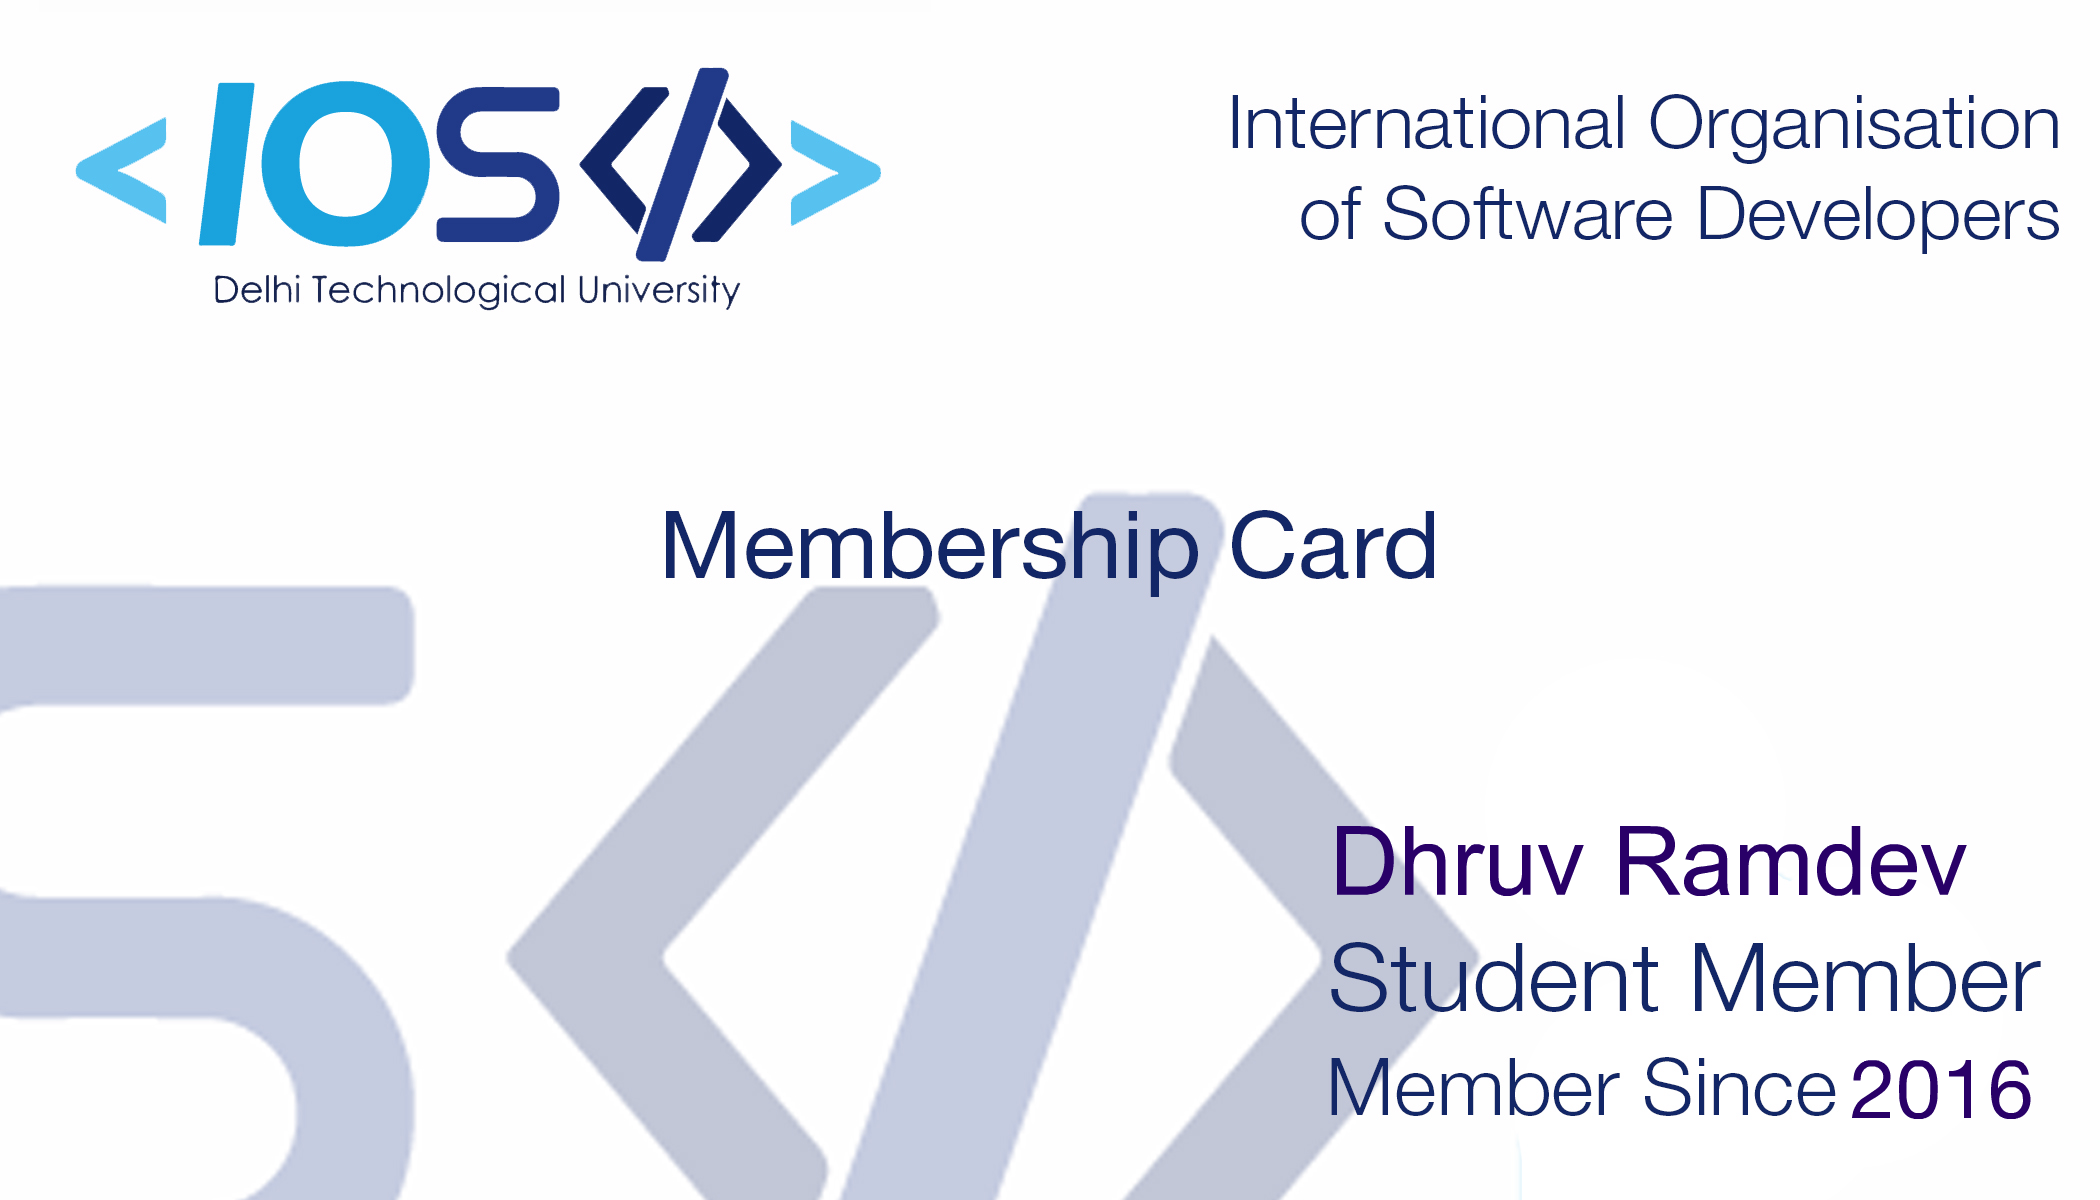 <IOS</>>
Delhi Technological University
International Organisation
of Software Developers
Membership Card
Dhruv Ramdev
Student Member
Member Since 2016